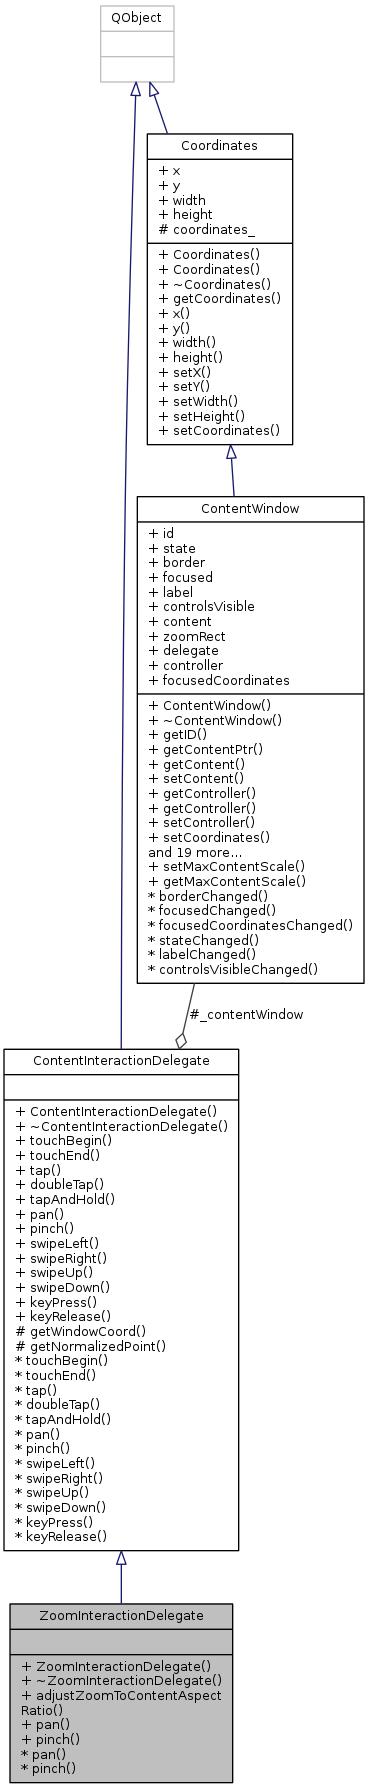 QObject
Coordinates
+ x
+ y
+ width
+ height
# coordinates_
+ Coordinates()
+ Coordinates()
+ ~Coordinates()
+ getCoordinates()
+ x()
+ y()
+ width()
+ height()
+ setX()
+ setY()
+ setWidth()
+ setHeight()
+ setCoordinates()
ContentWindow
+ id
+ state
+ border
+ focused
+ label
+ controlsVisible
+ content
+ zoomRect
+ delegate
+ controller
+ focusedCoordinates
+ ContentWindow()
+ ~ContentWindow()
+ getID()
+ getContentPtr()
+ getContent()
+ setContent()
+ getController()
+ getController()
+ setController()
+ setCoordinates()
and 19 more...
+ setMaxContentScale()
+ getMaxContentScale()
* borderChanged()
* focusedChanged()
* focusedCoordinatesChanged()
* stateChanged()
* labelChanged()
* controlsVisibleChanged()
#_contentWindow
ContentInteractionDelegate
+ ContentInteractionDelegate()
+ ~ContentInteractionDelegate()
+ touchBegin()
+ touchEnd()
+ tap()
+ doubleTap()
+ tapAndHold()
+ pan()
+ pinch()
+ swipeLeft()
+ swipeRight()
+ swipeUp()
+ swipeDown()
+ keyPress()
+ keyRelease()
# getWindowCoord()
# getNormalizedPoint()
* touchBegin()
* touchEnd()
* tap()
* doubleTap()
* tapAndHold()
* pan()
* pinch()
* swipeLeft()
* swipeRight()
* swipeUp()
* swipeDown()
* keyPress()
* keyRelease()
ZoomInteractionDelegate
+ ZoomInteractionDelegate()
+ ~ZoomInteractionDelegate()
+ adjustZoomToContentAspect
Ratio()
+ pan()
+ pinch()
* pan()
* pinch()